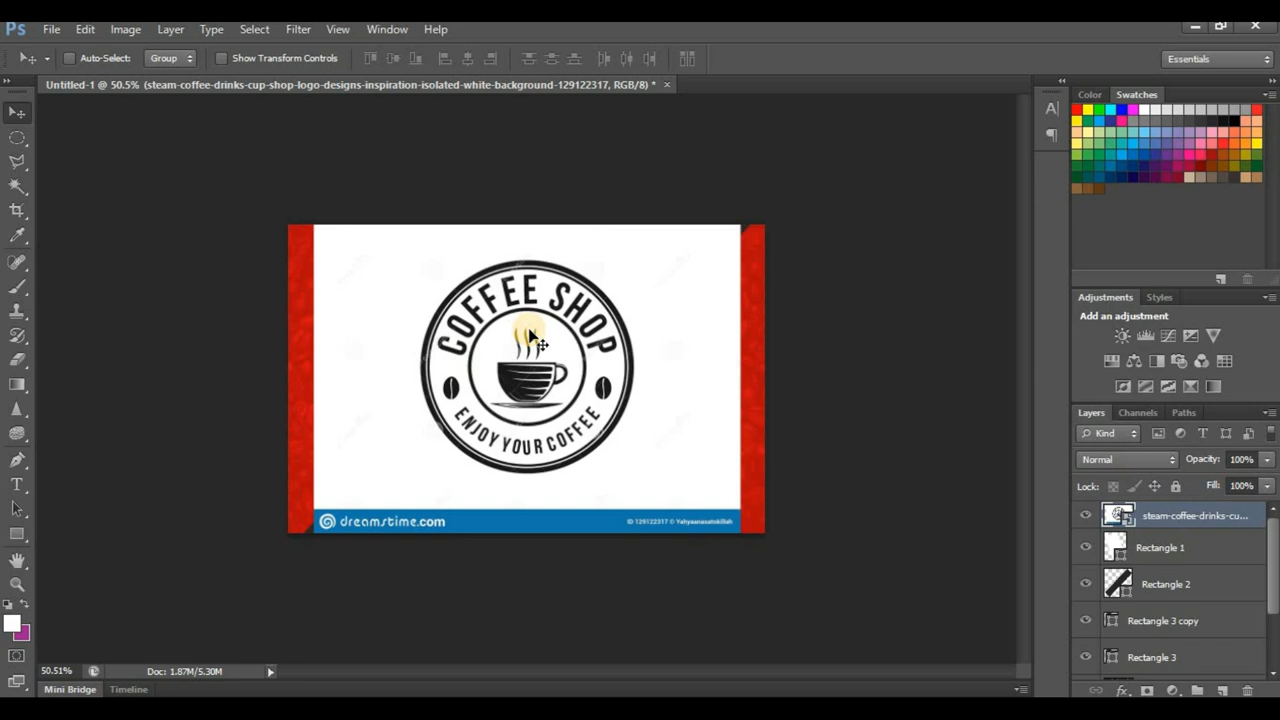 Ps File Edit Image Layer Type Select Filter View Window Help
Auto-Select: Group Show Transform Controls Essentials
Untitled-1 @ 50.5% (steam-coffee-drinks-cup-shop-logo-designs-inspiration-isolated-white-background-129122317, RGB/8) * ×
Color Swatches
COFFEE SHOP
ENJOY YOUR COFFEE
dreamstime.com
ID 129122317 © Yahyaanasatokillah
Adjustments Styles
Add an adjustment
Layers Channels Paths
Kind
Normal Opacity: 100%
Lock: Fill: 100%
steam-coffee-drinks-cu...
Rectangle 1
Rectangle 2
Rectangle 3 copy
Rectangle 3
50.51% Doc: 1.87M/5.30M
Mini Bridge Timeline